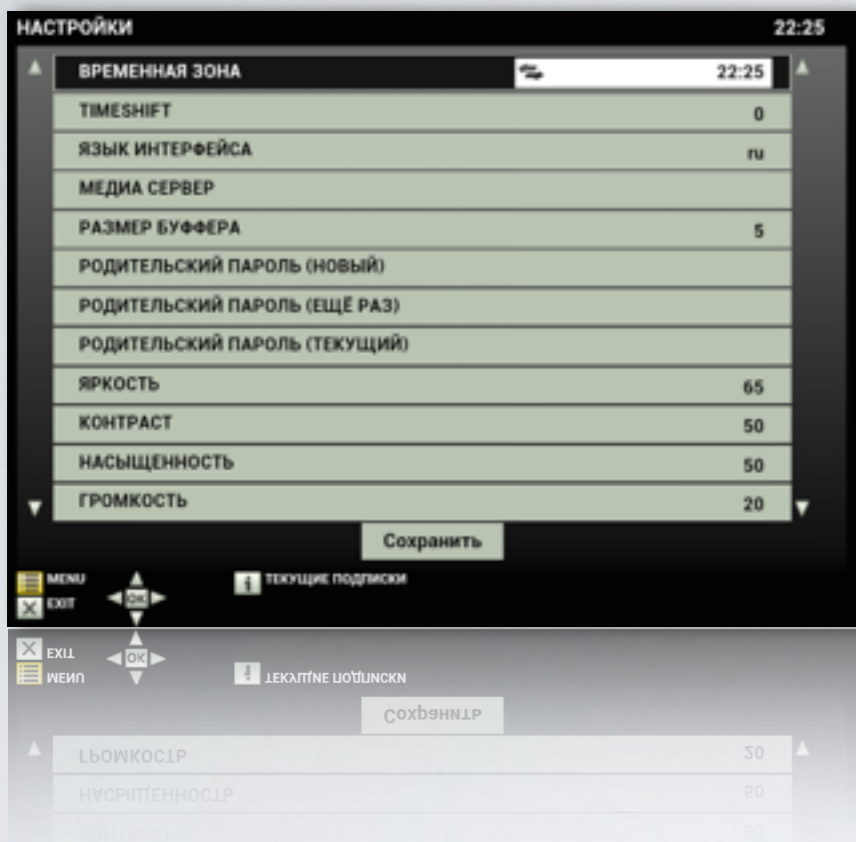 НАСТРОЙКИ 22:25
ВРЕМЕННАЯ ЗОНА 22:25
TIMESHIFT 0
ЯЗЫК ИНТЕРФЕЙСА ru
МЕДИА СЕРВЕР
РАЗМЕР БУФФЕРА 5
РОДИТЕЛЬСКИЙ ПАРОЛЬ (НОВЫЙ)
РОДИТЕЛЬСКИЙ ПАРОЛЬ (ЕЩЁ РАЗ)
РОДИТЕЛЬСКИЙ ПАРОЛЬ (ТЕКУЩИЙ)
ЯРКОСТЬ 65
КОНТРАСТ 50
НАСЫЩЕННОСТЬ 50
ГРОМКОСТЬ 20
Сохранить
MENU OK i ТЕКУЩИЕ ПОДПИСКИ
EXIT